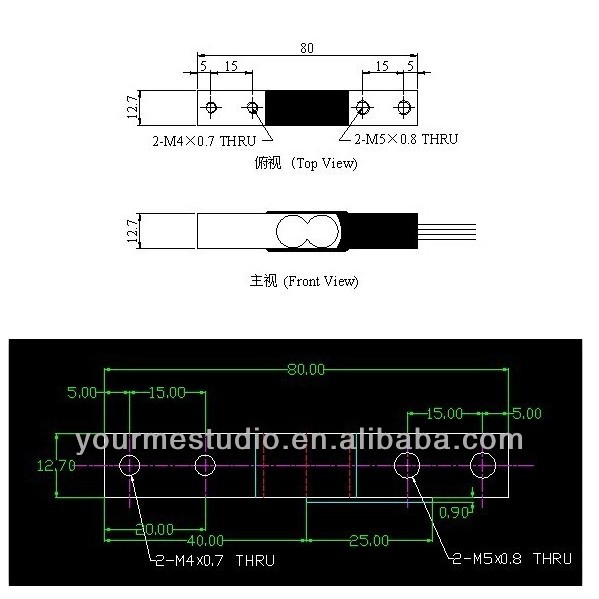 80
5 15 15 5
12.7
2-M4×0.7 THRU 2-M5×0.8 THRU
俯视 (Top View)
12.7
主视 (Front View)
80.00
5.00 15.00 15.00 5.00
yourmestudio.en.alibaba.com
12.70
0.90
20.00
40.00 25.00
2-M4x0.7 THRU 2-M5x0.8 THRU